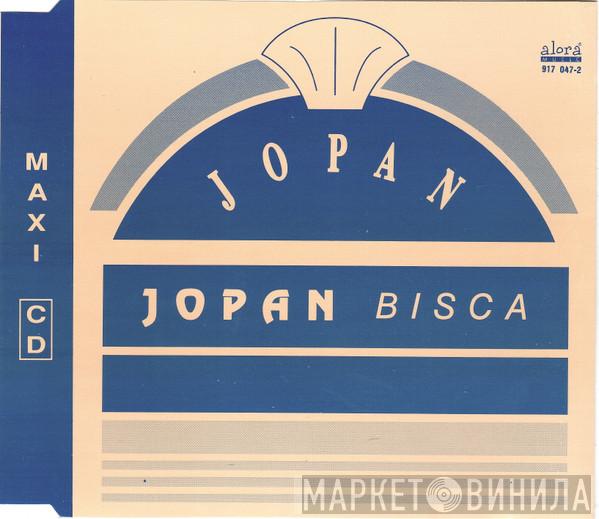 MAXI
CD
alora®
MUSIC
917 047-2
JOPAN
JOPAN BISCA
МАРКЕТ ВИНИЛА